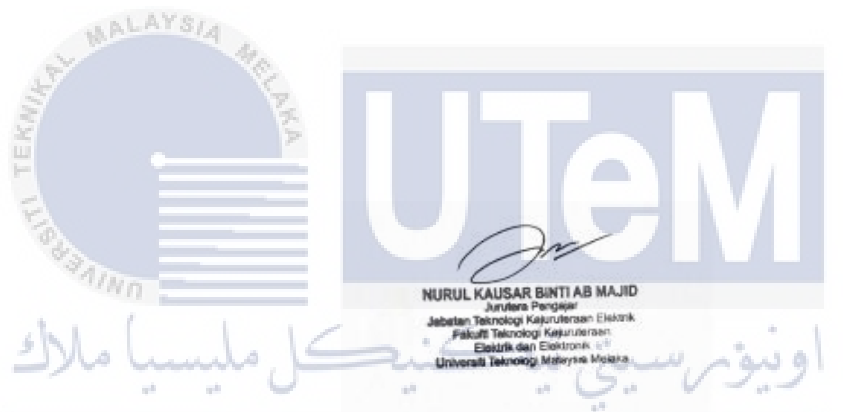 UNIVERSITI TEKNIKAL MALAYSIA MELAKA
UTeM
NURUL KAUSAR BINTI AB MAJID
Jurutera Pengajar
Jabatan Teknologi Kejuruteraan Elektrik
Fakulti Teknologi Kejuruteraan
Elektrik dan Elektronik
Universiti Teknologi Malaysia Melaka
اونيۏرسيتي تيكنيكل مليسيا ملاك